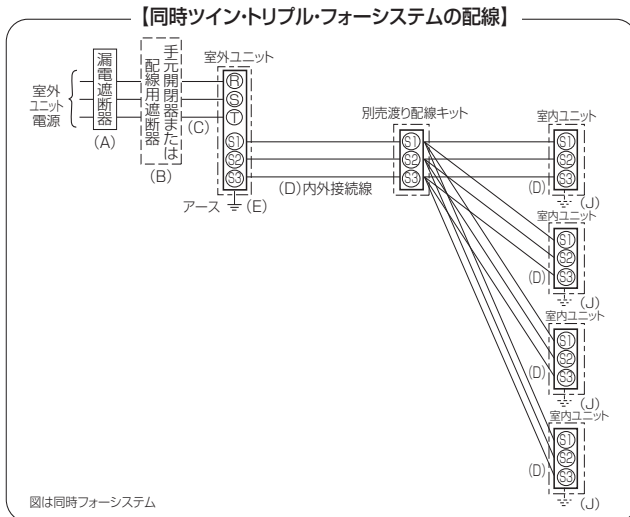 【同時ツイン・トリプル・フォーシステムの配線】
室外
ユニット
電源
漏電遮断器
(A)
手元開閉器または
配線用遮断器
(B)
(C)
室外ユニット
R
S
T
S1
S2
S3
アース
(E)
(D)内外接続線
別売渡り配線キット
S1
S2
S3
室内ユニット
S1
S2
S3
(D)
(J)
室内ユニット
S1
S2
S3
(D)
(J)
室内ユニット
S1
S2
S3
(D)
(J)
室内ユニット
S1
S2
S3
(D)
(J)
図は同時フォーシステム